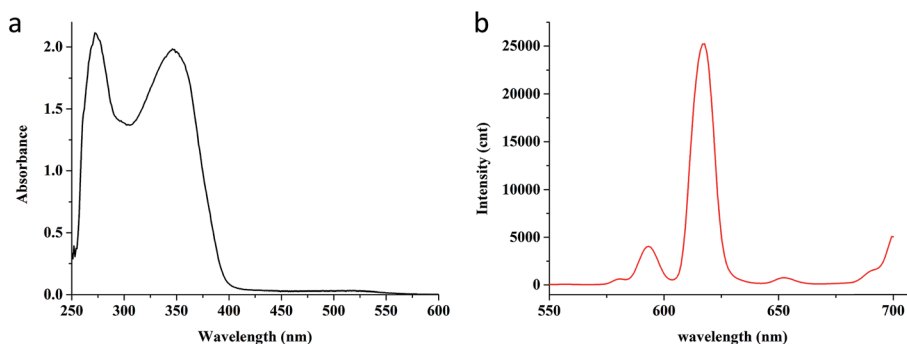 a
Absorbance
2.0
1.5
1.0
0.5
0.0
250 300 350 400 450 500 550 600
Wavelength (nm)
b
Intensity (cnt)
25000
20000
15000
10000
5000
0
550 600 650 700
wavelength (nm)